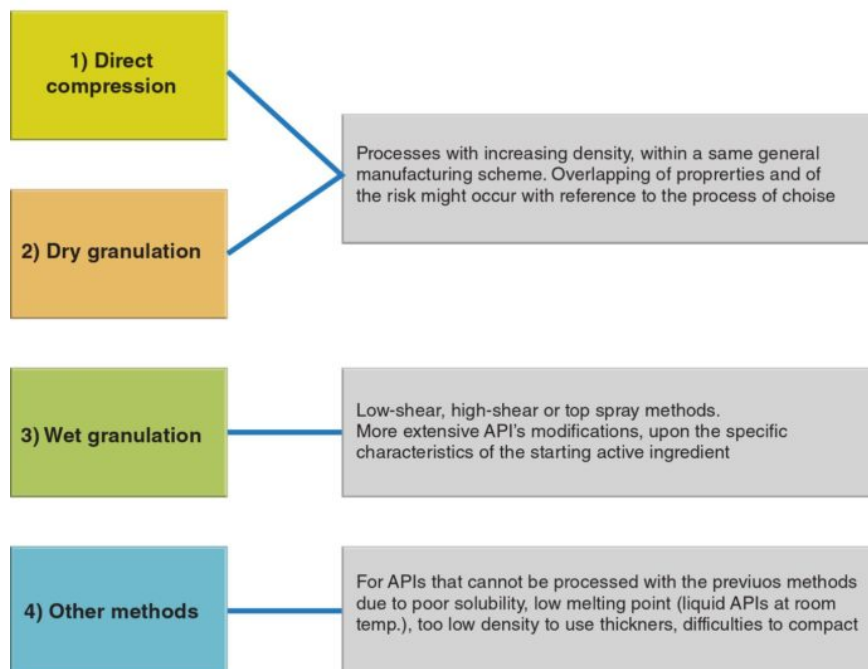 1) Direct
compression
Processes with increasing density, within a same general
manufacturing scheme. Overlapping of proprerties and of
the risk might occur with reference to the process of choise
2) Dry granulation
3) Wet granulation
Low-shear, high-shear or top spray methods.
More extensive API's modifications, upon the specific
characteristics of the starting active ingredient
4) Other methods
For APIs that cannot be processed with the previuos methods
due to poor solubility, low melting point (liquid APIs at room
temp.), too low density to use thickners, difficulties to compact